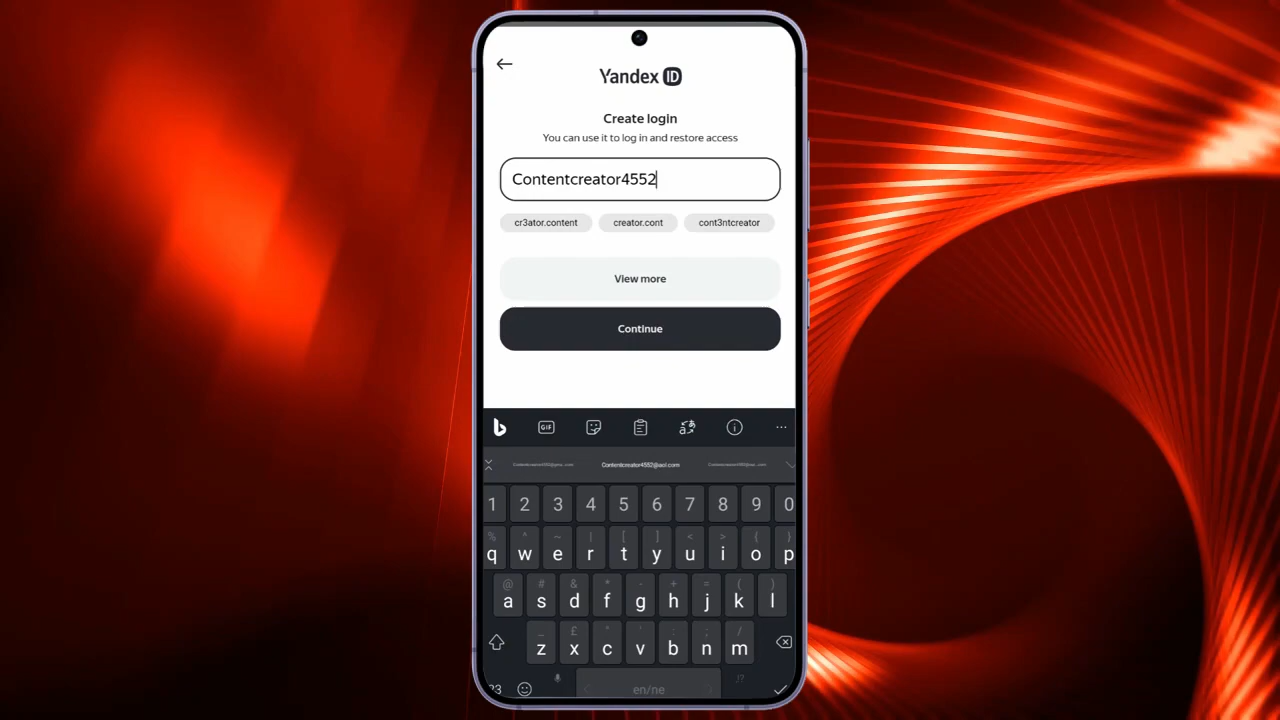 Yandex ID
Create login
You can use it to log in and restore access
Contentcreator4552
cr3ator.content creator.cont cont3ntcreator
View more
Continue
GIF
Contentcreator4552@aol.com
1 2 3 4 5 6 7 8 9 0
% ^ ~ | [ ] < > { }
q w e r t y u i o p
@ # & * - + = ( )
a s d f g h j k l
_ £ " ' : ; /
z x c v b n m
!?
en/ne